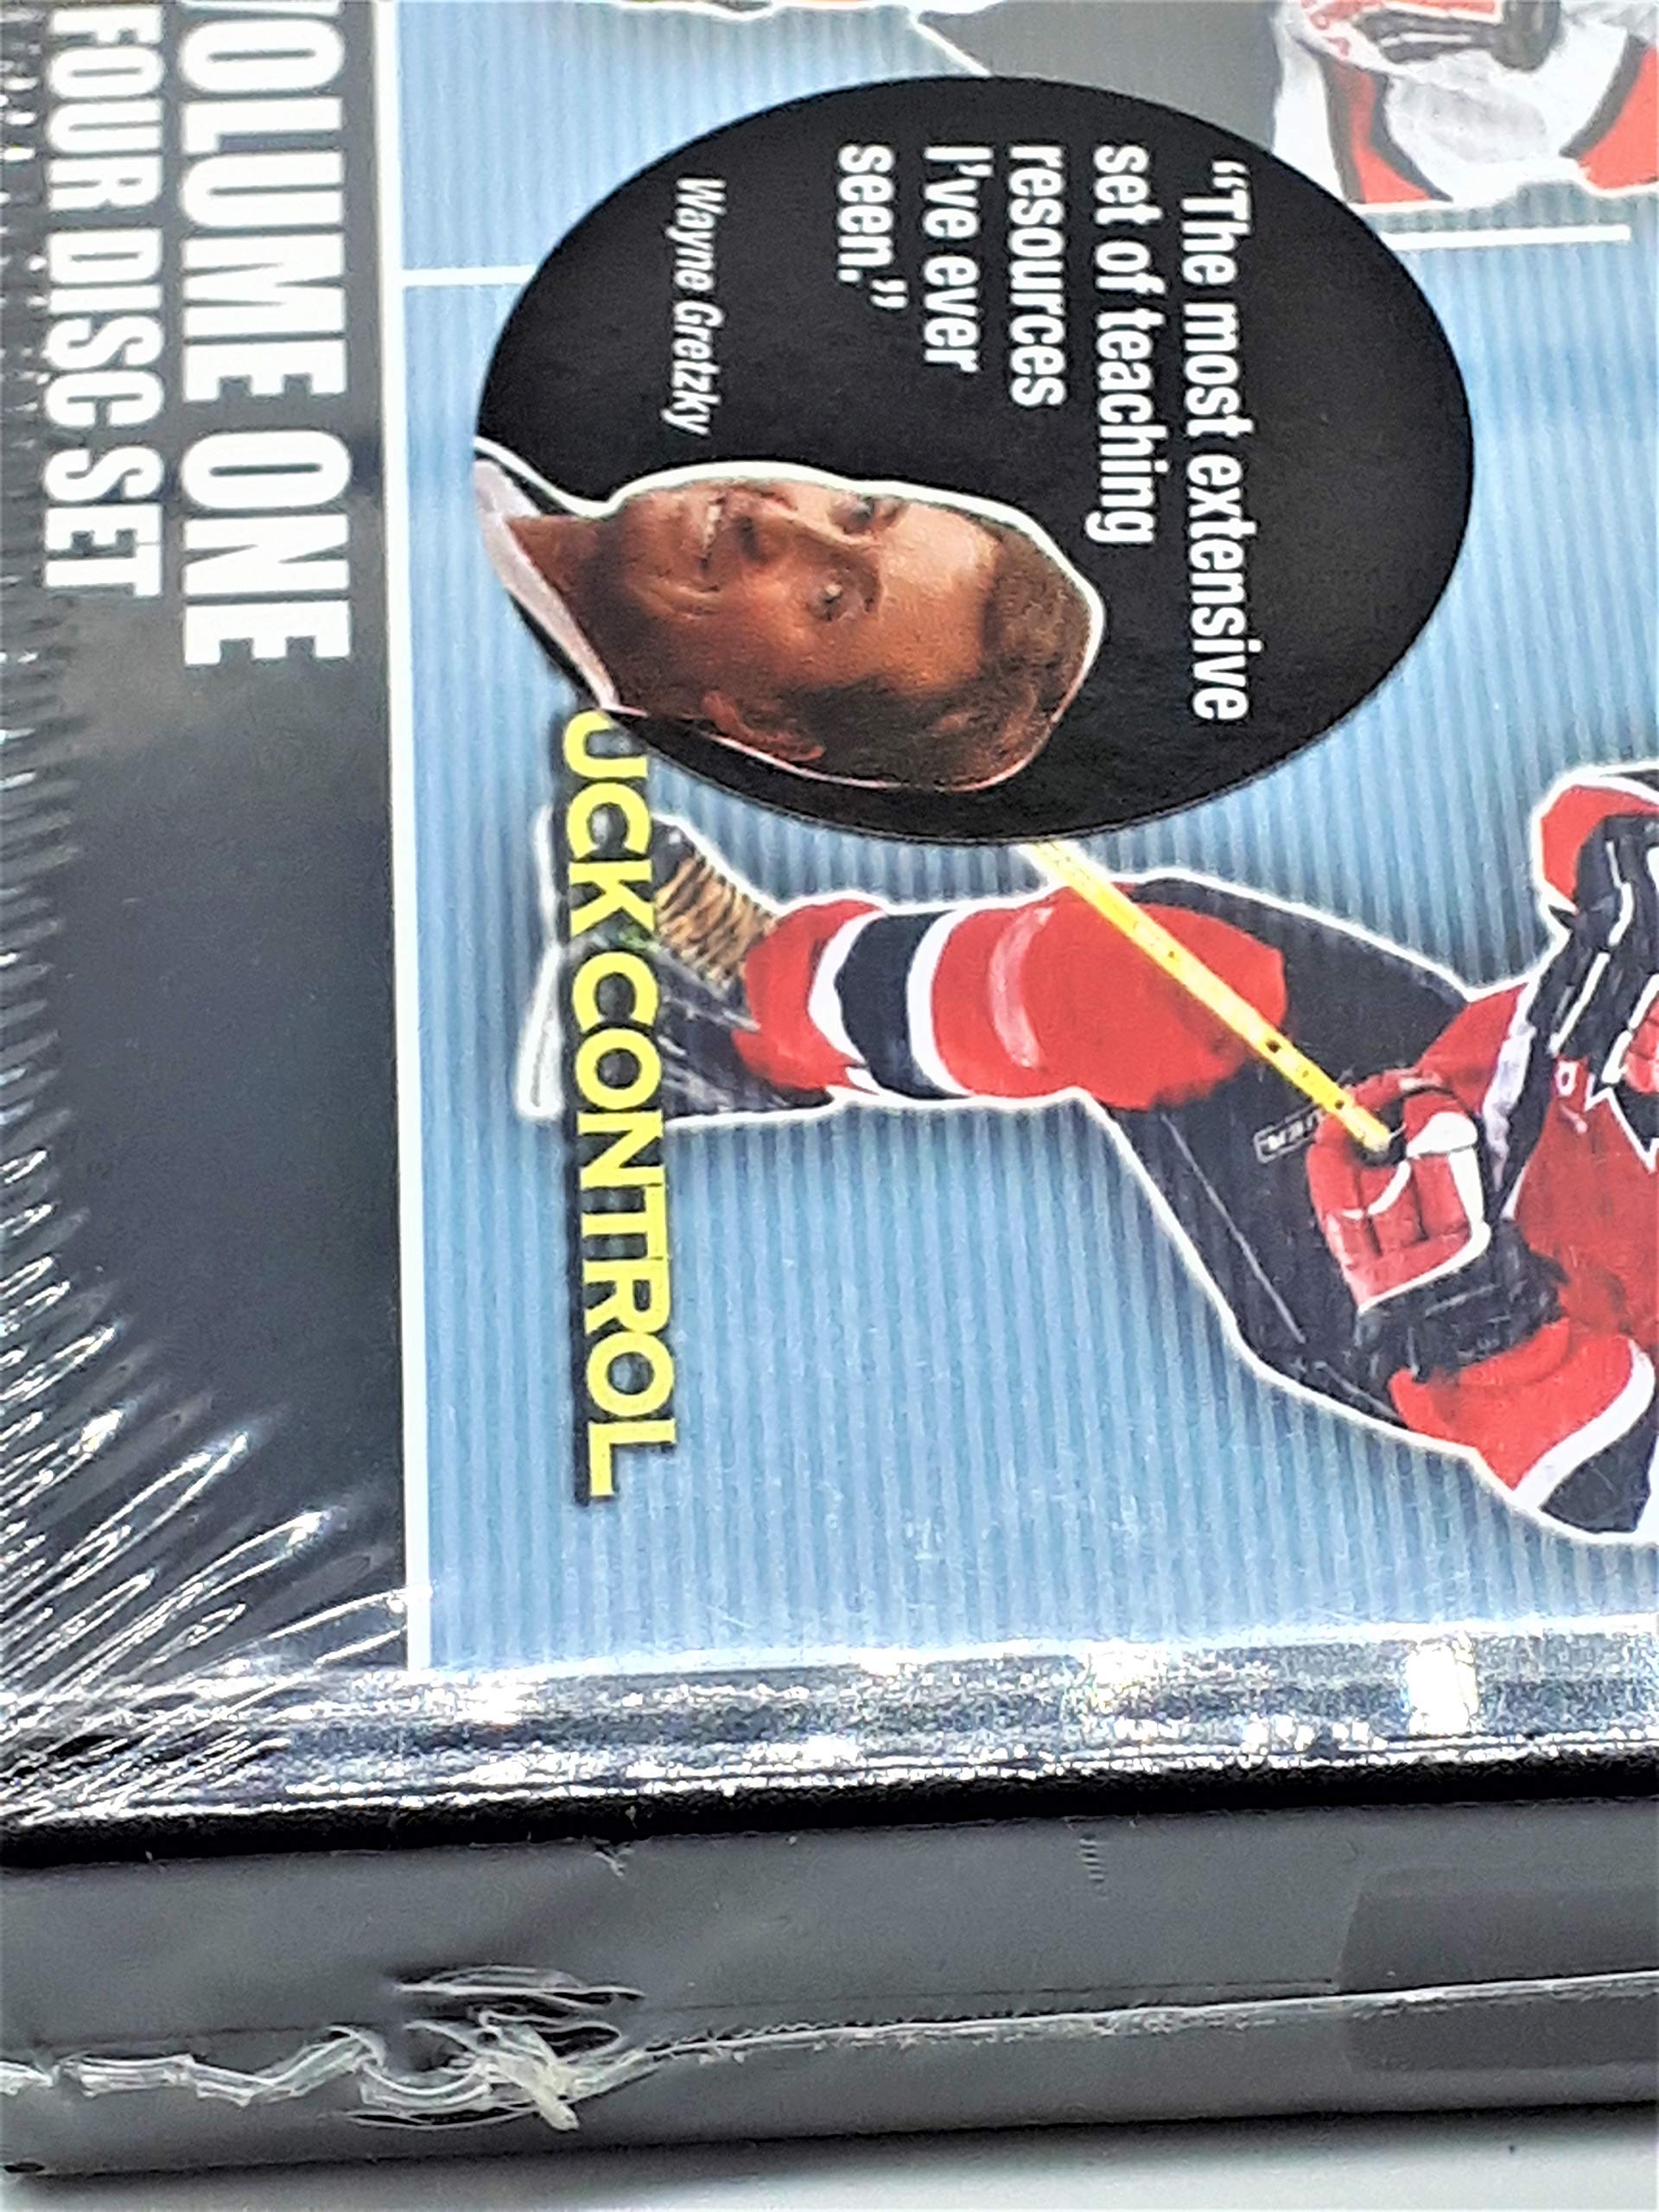 “The most extensive
set of teaching
resources
I’ve ever
seen.”
Wayne Gretzky
UCK CONTROL
OLUME ONE
FOUR DISC SET